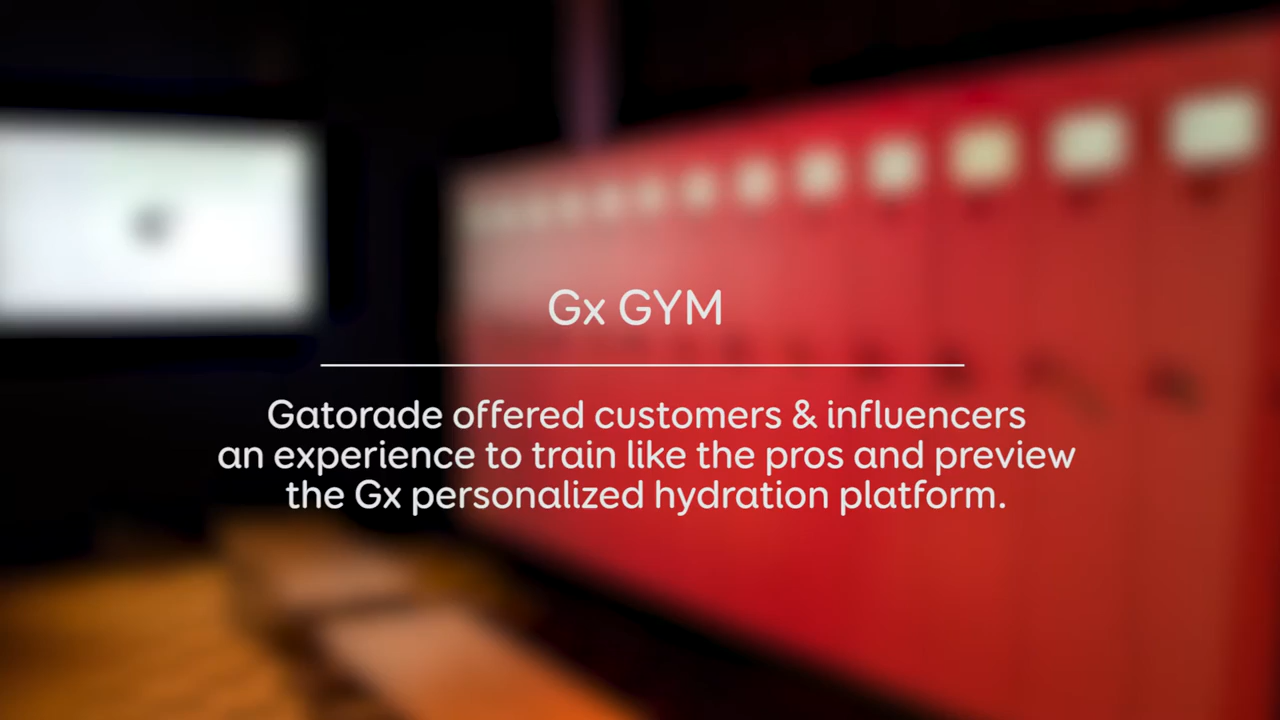 Gx GYM
Gatorade offered customers & influencers
an experience to train like the pros and preview
the Gx personalized hydration platform.